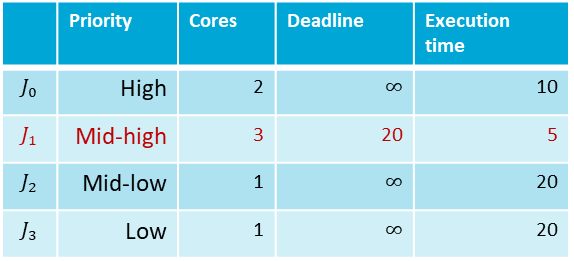 Priority Cores Deadline Execution time
J₀ High 2 ∞ 10
J₁ Mid-high 3 20 5
J₂ Mid-low 1 ∞ 20
J₃ Low 1 ∞ 20